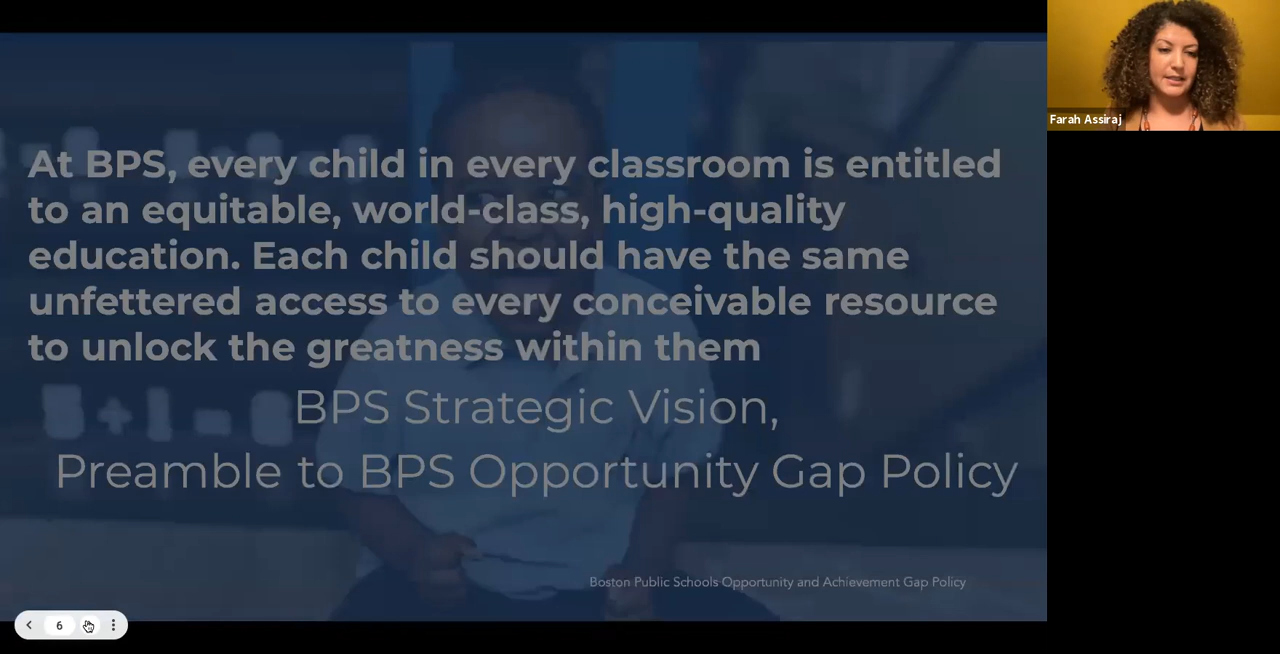 At BPS, every child in every classroom is entitled
to an equitable, world-class, high-quality
education. Each child should have the same
unfettered access to every conceivable resource
to unlock the greatness within them
BPS Strategic Vision,
Preamble to BPS Opportunity Gap Policy
Boston Public Schools Opportunity and Achievement Gap Policy
6
Farah Assiraj